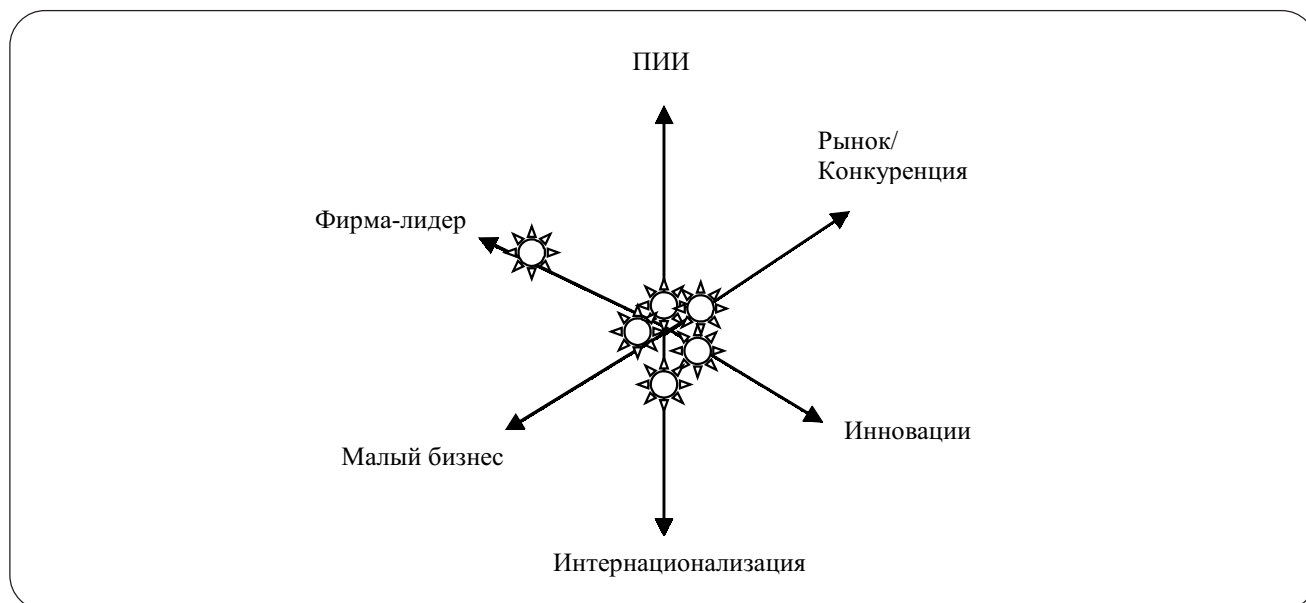 ПИИ
Рынок/
Конкуренция
Фирма-лидер
Малый бизнес
Инновации
Интернационализация